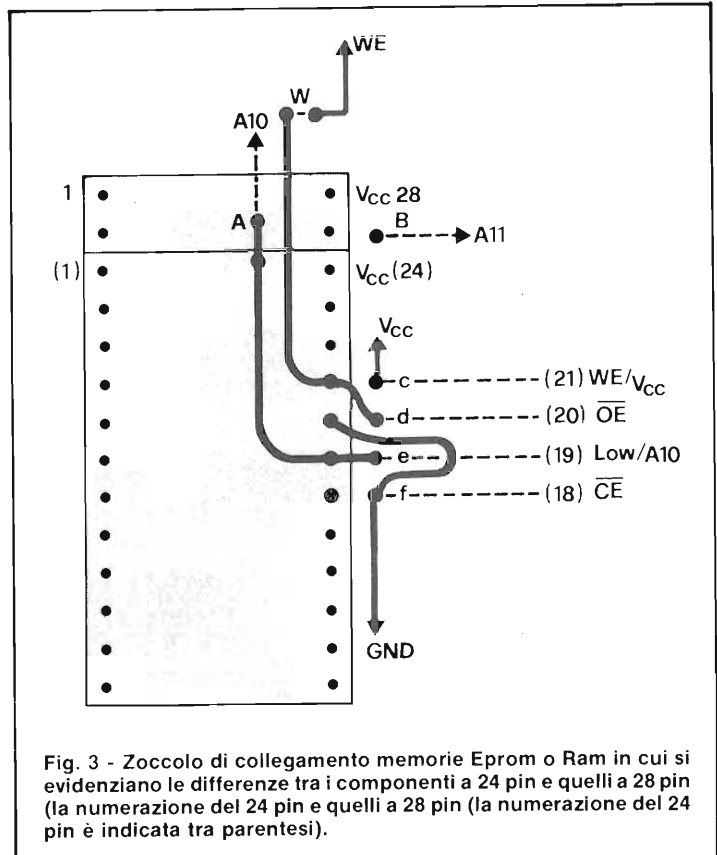 WE
W
A10
1
Vcc 28
A
B
A11
(1)
Vcc (24)
Vcc
c (21) WE/Vcc
d (20) O̅E̅
e (19) Low/A10
f (18) C̅E̅
GND
Fig. 3 - Zoccolo di collegamento memorie Eprom o Ram in cui si
evidenziano le differenze tra i componenti a 24 pin e quelli a 28 pin
(la numerazione del 24 pin e quelli a 28 pin (la numerazione del 24
pin è indicata tra parentesi).